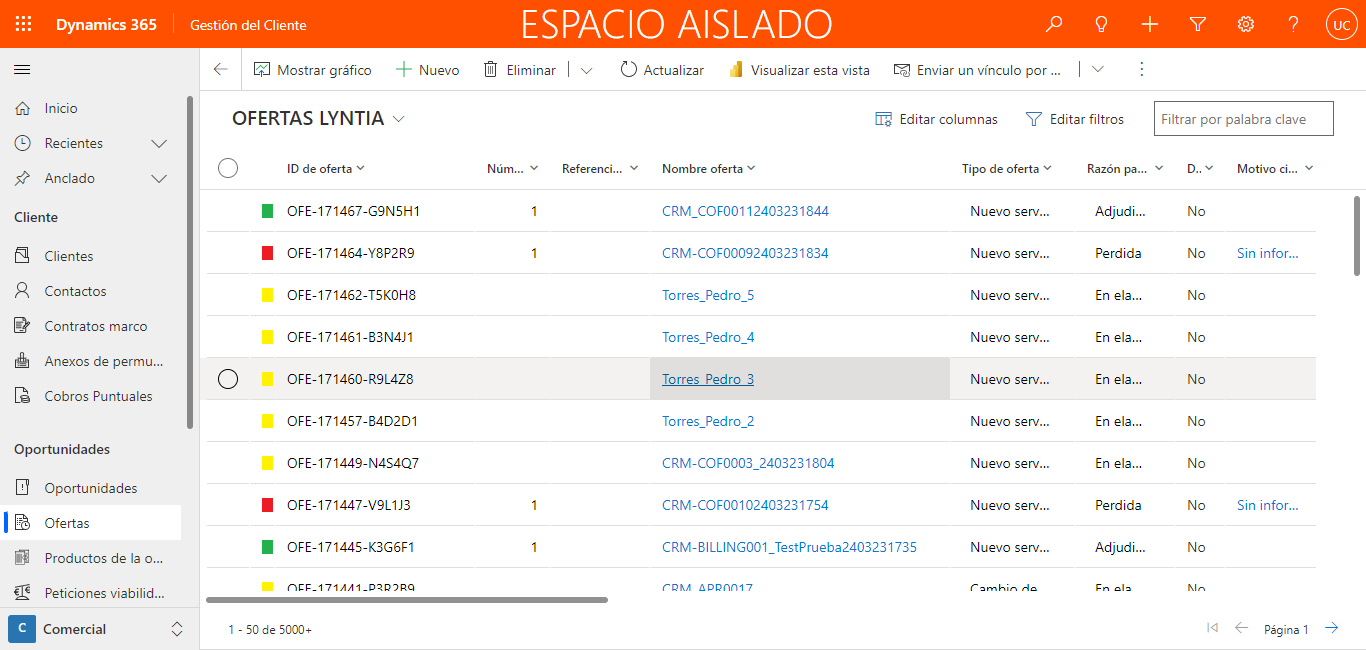 Dynamics 365 Gestión del Cliente ESPACIO AISLADO UC
Mostrar gráfico Nuevo Eliminar Actualizar Visualizar esta vista Enviar un vínculo por ...
Inicio
Recientes
Anclado
Cliente
Clientes
Contactos
Contratos marco
Anexos de permu...
Cobros Puntuales
Oportunidades
Oportunidades
Ofertas
Productos de la o...
Peticiones viabilid...
C Comercial
OFERTAS LYNTIA Editar columnas Editar filtros Filtrar por palabra clave
ID de oferta Núm... Referenci... Nombre oferta Tipo de oferta Razón pa... D.. Motivo ci...
OFE-171467-G9N5H1 1 CRM_COF00112403231844 Nuevo serv... Adjudi... No
OFE-171464-Y8P2R9 1 CRM-COF00092403231834 Nuevo serv... Perdida No Sin infor...
OFE-171462-T5K0H8 Torres_Pedro_5 Nuevo serv... En ela... No
OFE-171461-B3N4J1 Torres_Pedro_4 Nuevo serv... En ela... No
OFE-171460-R9L4Z8 Torres_Pedro_3 Nuevo serv... En ela... No
OFE-171457-B4D2D1 Torres_Pedro_2 Nuevo serv... En ela... No
OFE-171449-N4S4Q7 CRM-COF0003_2403231804 Nuevo serv... En ela... No
OFE-171447-V9L1J3 1 CRM-COF00102403231754 Nuevo serv... Perdida No Sin infor...
OFE-171445-K3G6F1 1 CRM-BILLING001_TestPrueba2403231735 Nuevo serv... Adjudi... No
OFE-171441-P3R2B9 CRM_APR0017 Cambio de En ela No
1 - 50 de 5000+ Página 1